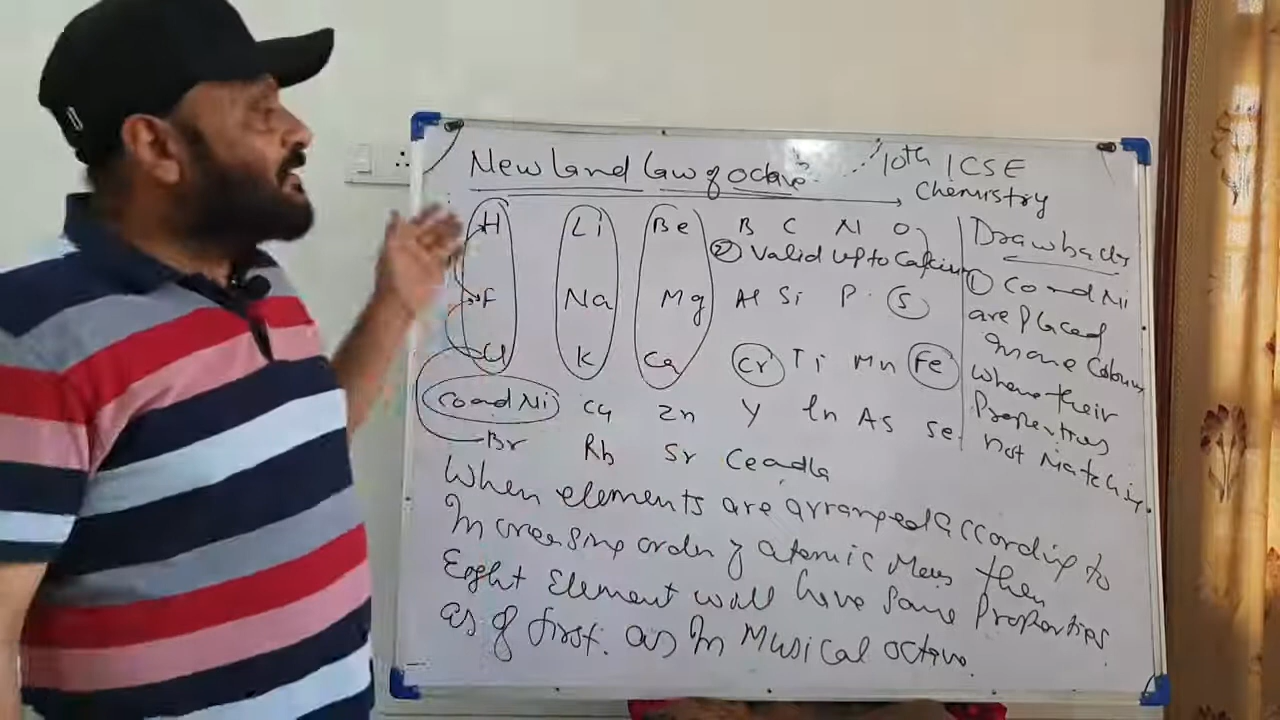 Newland law of octave
10th ICSE
Chemistry
H Li Be B C N O
② Valid up to Calcium
F Na Mg Al Si P S
Cl K Ca Cr Ti Mn Fe
Co and Ni Cu Zn Y In As Se
Br Rb Sr Ce and La
Drawbacks
① Co and Ni
are placed
in one Column
where their
Properties
not Matching
When elements are arranged according to
Increasing order of atomic Mass then
Eight Element will have same Properties
as of first. as in Musical octave.